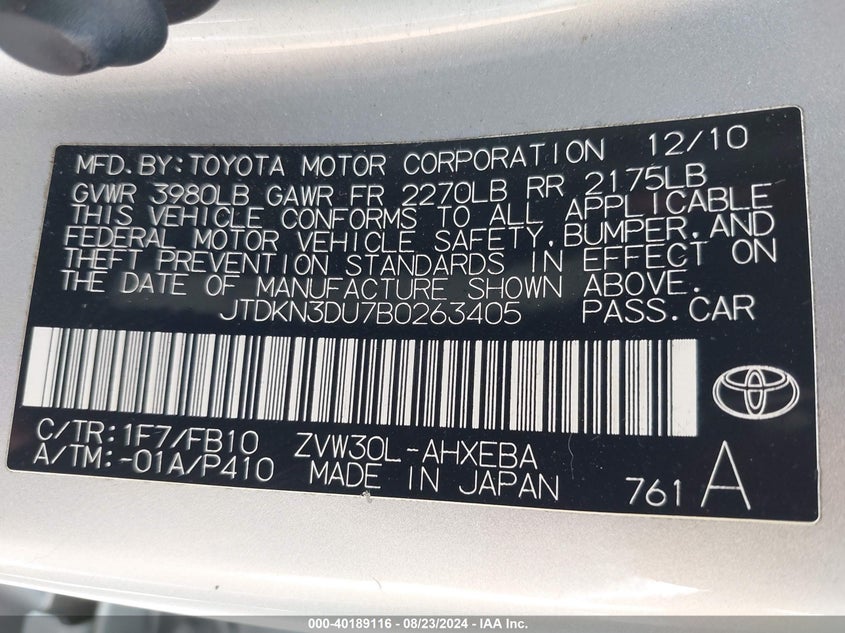 MFD. BY: TOYOTA MOTOR CORPORATION 12/10
GVWR 3980LB GAWR FR 2270LB RR 2175LB
THIS VEHICLE CONFORMS TO ALL APPLICABLE
FEDERAL MOTOR VEHICLE SAFETY, BUMPER, AND
THEFT PREVENTION STANDARDS IN EFFECT ON
THE DATE OF MANUFACTURE SHOWN ABOVE.
JTDKN3DU7B0263405 PASS. CAR
C/TR: 1F7/FB10 ZVW30L-AHXEBA
A/TM: -01A/P410 MADE IN JAPAN 761 A
000-40189116 - 08/23/2024 - IAA Inc.